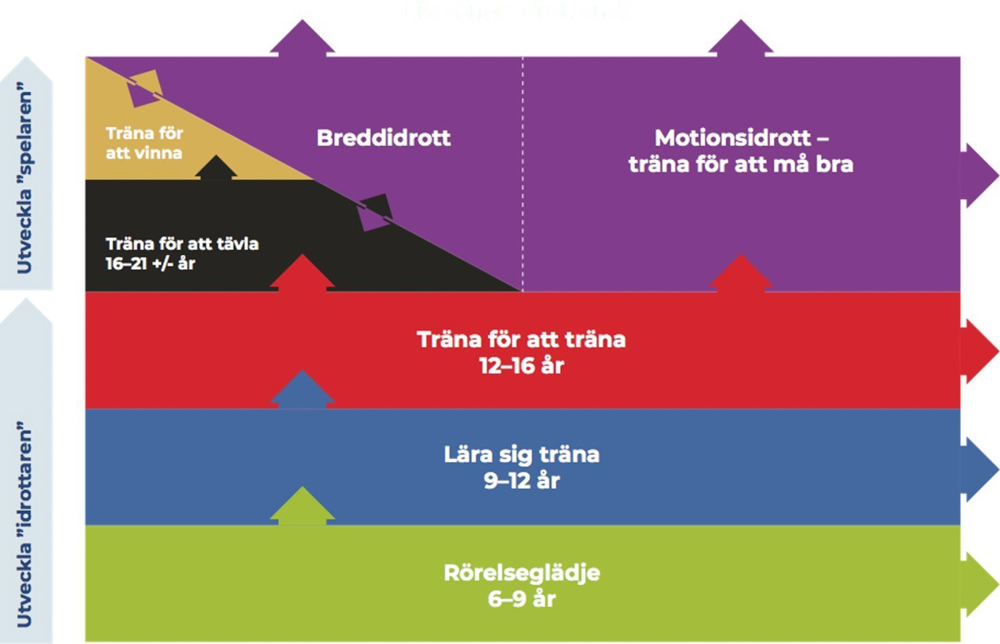 Utveckla ”spelaren”
Träna för
att vinna
Breddidrott
Motionsidrott –
träna för att må bra
Träna för att tävla
16–21 +/- år
Träna för att träna
12–16 år
Utveckla ”idrottaren”
Lära sig träna
9–12 år
Rörelseglädje
6–9 år